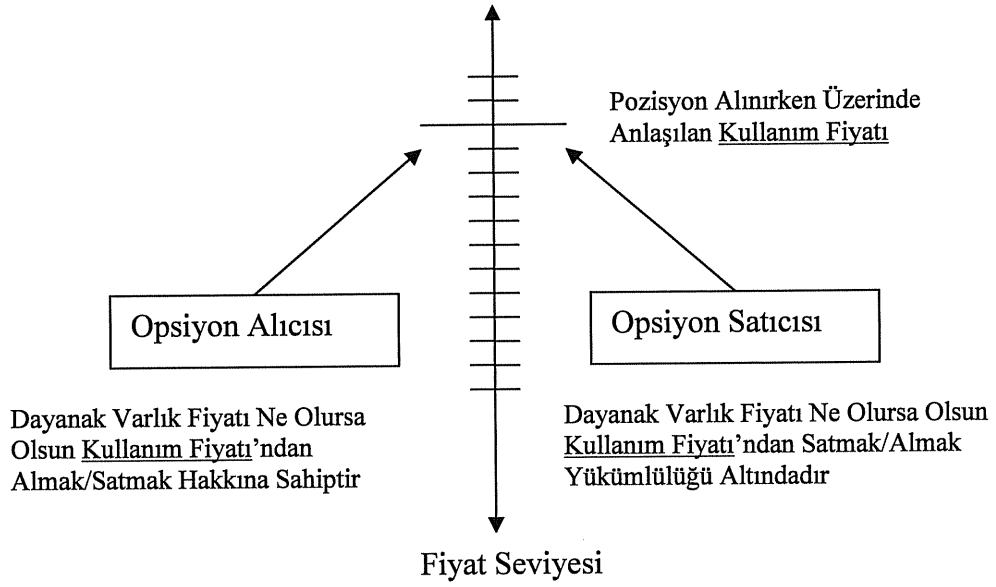 Pozisyon Alınırken Üzerinde
Anlaşılan Kullanım Fiyatı
Opsiyon Alıcısı
Opsiyon Satıcısı
Dayanak Varlık Fiyatı Ne Olursa
Olsun Kullanım Fiyatı’ndan
Almak/Satmak Hakkına Sahiptir
Dayanak Varlık Fiyatı Ne Olursa Olsun
Kullanım Fiyatı’ndan Satmak/Almak
Yükümlülüğü Altındadır
Fiyat Seviyesi